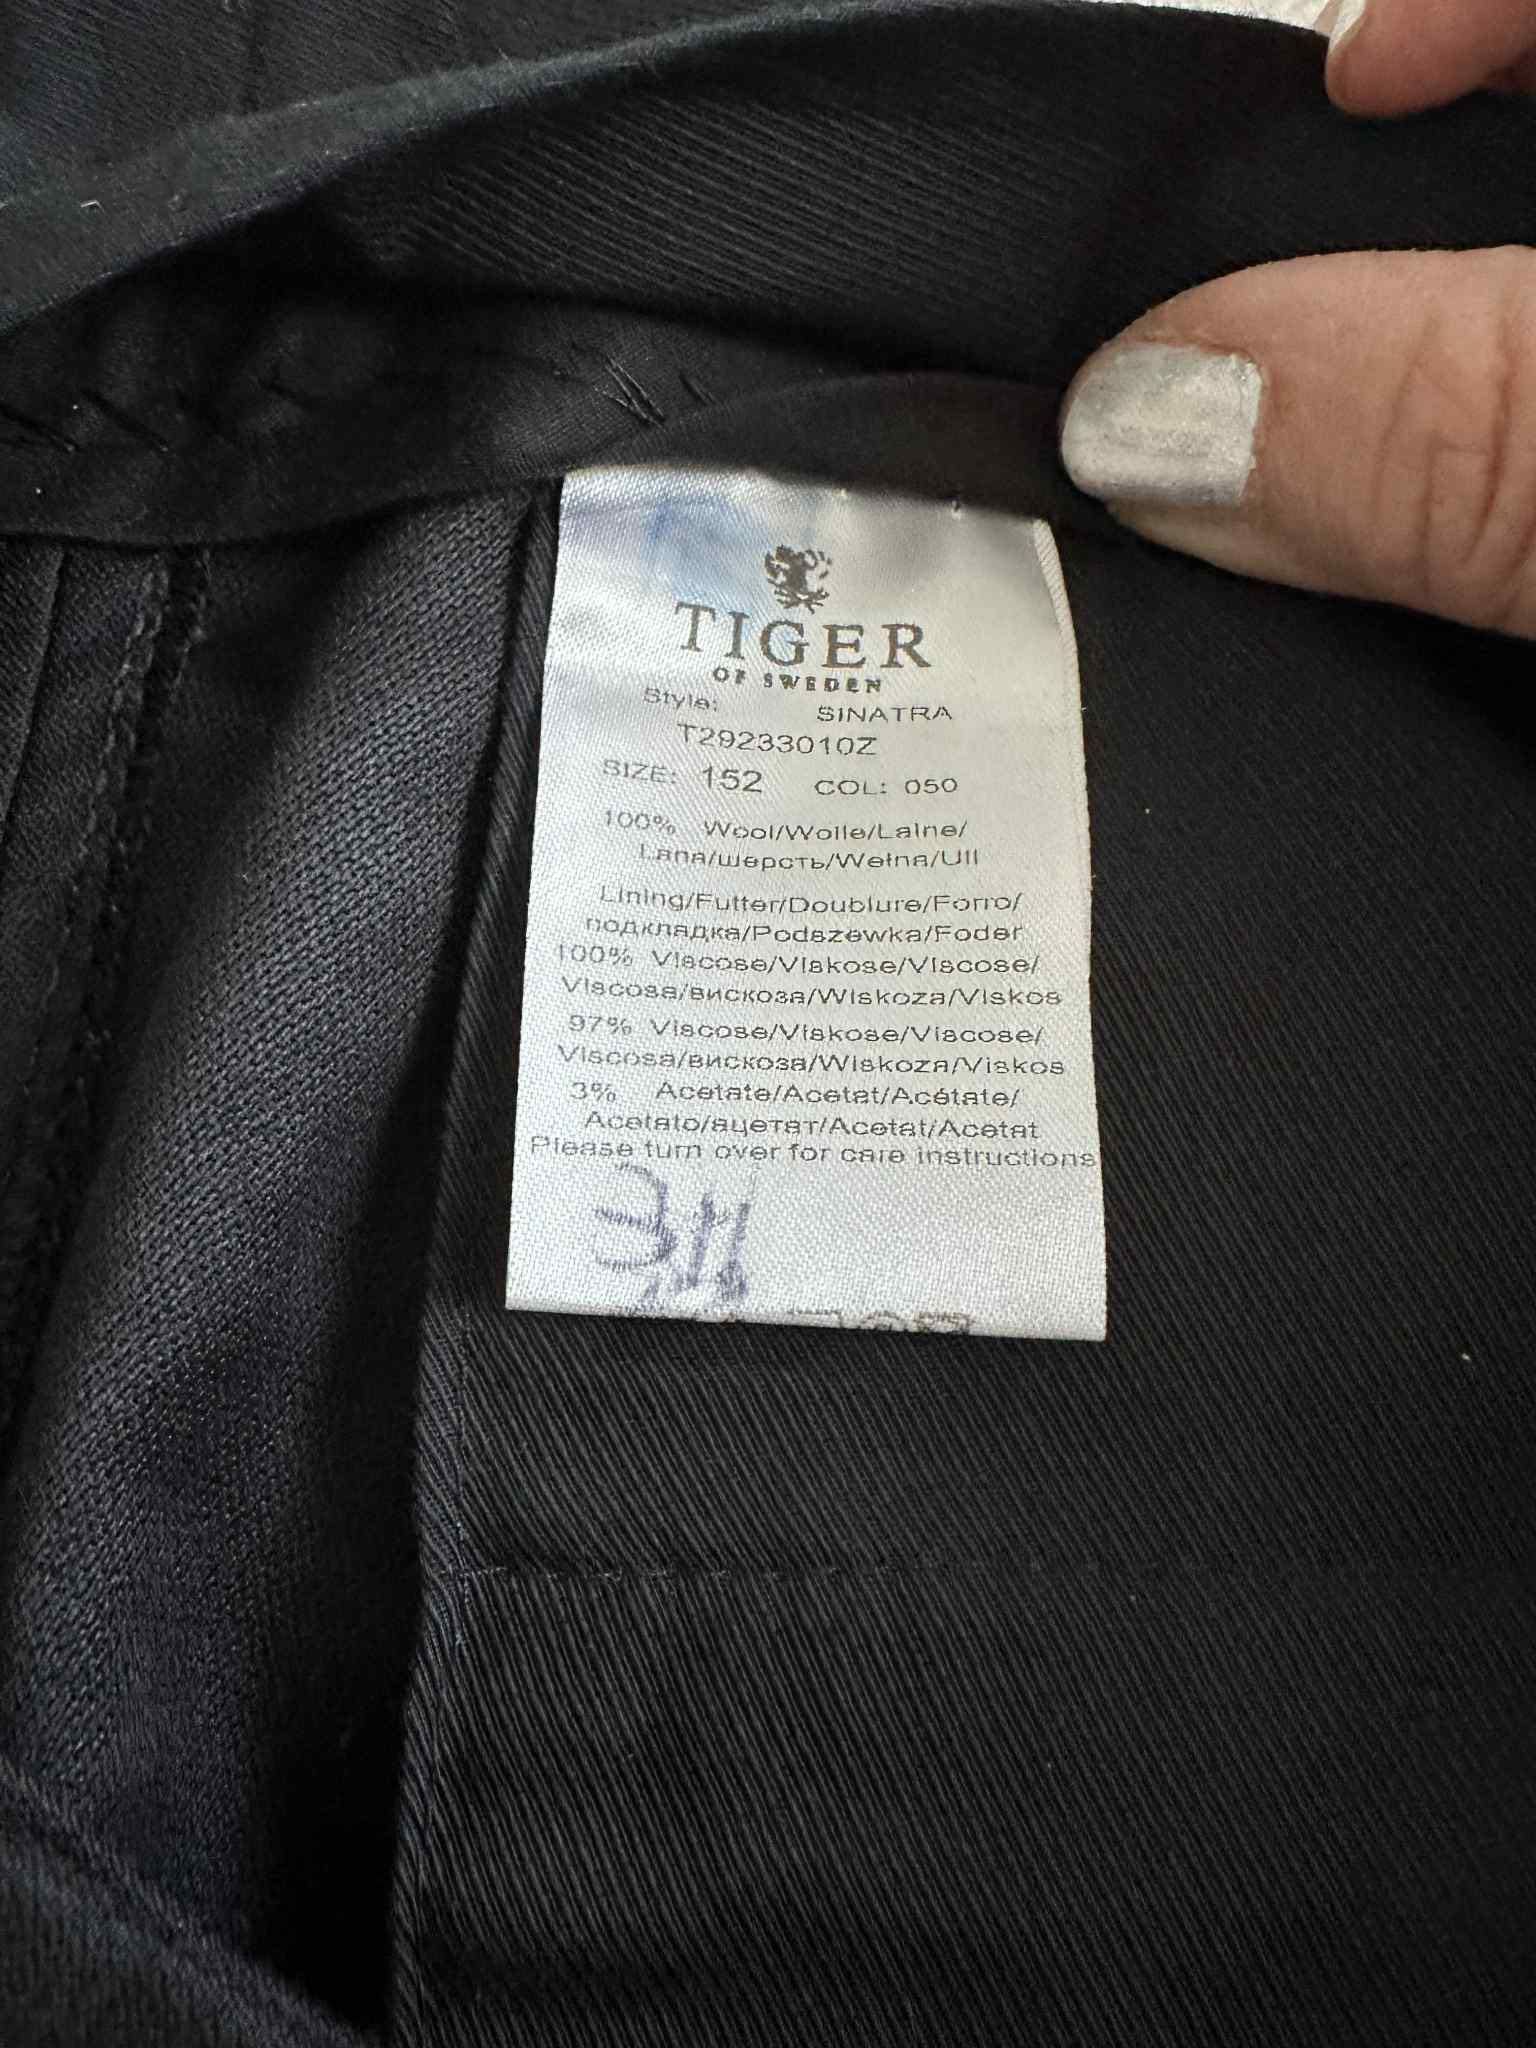 TIGER
OF SWEDEN
Style: SINATRA
T29233010Z
SIZE: 152 COL: 050
100% Wool/Wolle/Laine/
Lana/шерсть/Wełna/Ull
Lining/Futter/Doublure/Forro/
подкладка/Podszewka/Foder
100% Viscose/Viskose/Viscose/
Viscosa/вискоза/Wiskoza/Viskos
97% Viscose/Viskose/Viscose/
Viscosa/вискоза/Wiskoza/Viskos
3% Acetate/Acetat/Acétate/
Acetato/ацетат/Acetat/Acetat
Please turn over for care instructions